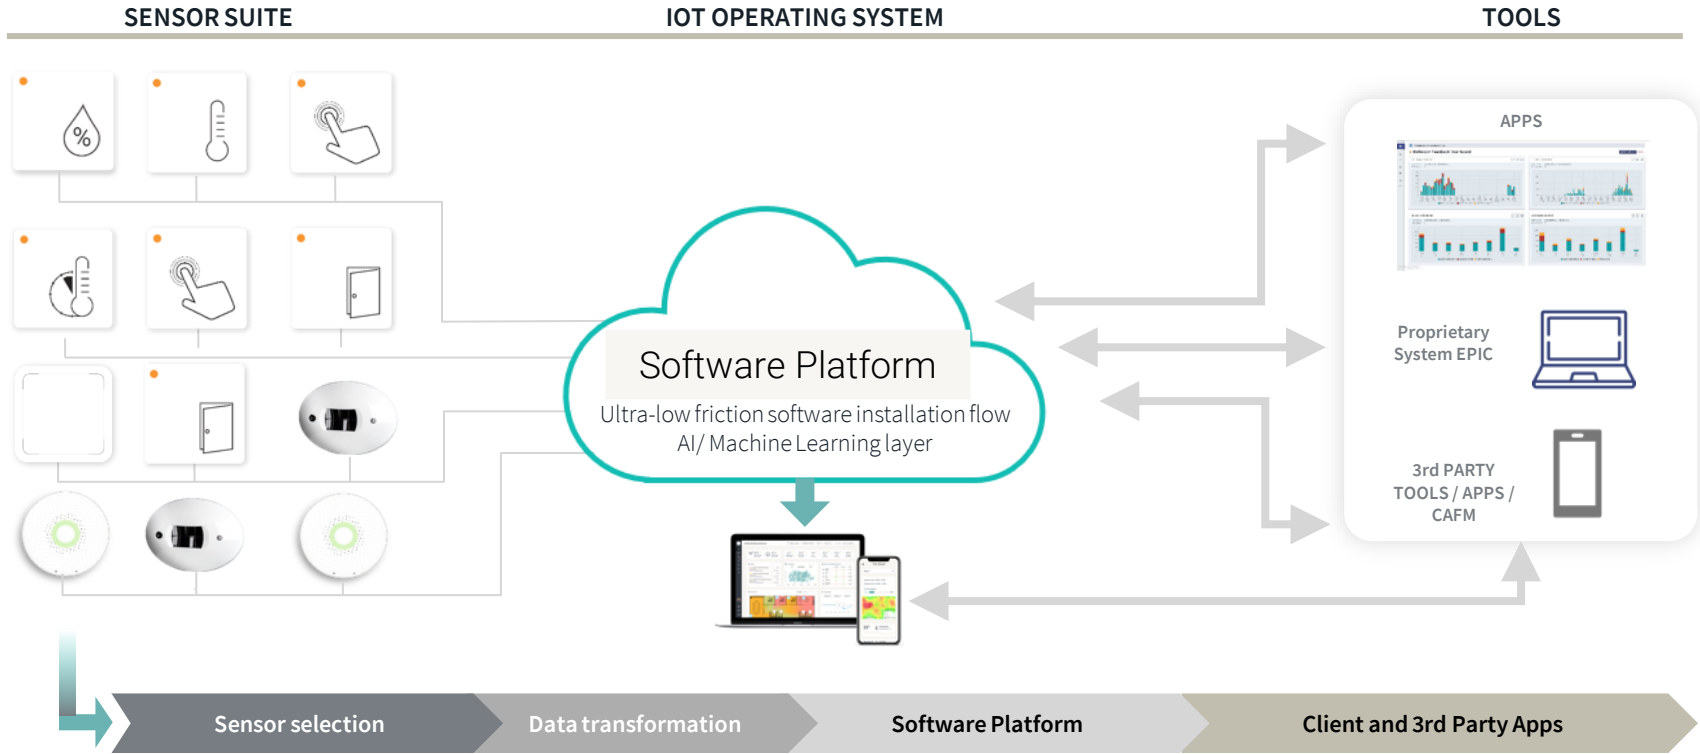 SENSOR SUITE
IOT OPERATING SYSTEM
TOOLS
%
APPS
Software Platform
Ultra-low friction software installation flow
AI/ Machine Learning layer
Proprietary
System EPIC
3rd PARTY
TOOLS / APPS /
CAFM
Sensor selection
Data transformation
Software Platform
Client and 3rd Party Apps